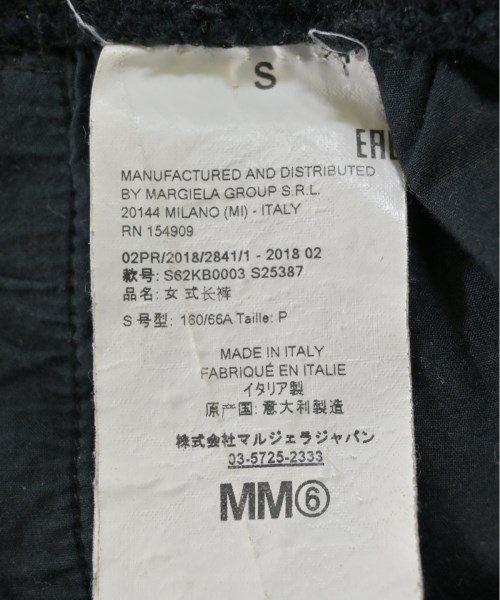 S
EAC
MANUFACTURED AND DISTRIBUTED
BY MARGIELA GROUP S.R.L.
20144 MILANO (MI) - ITALY
RN 154909
02PR/2018/2841/1 - 2018 02
款号: S62KB0003 S25387
品名: 女 式 长裤
S 号型: 160/66A Taille: P
MADE IN ITALY
FABRIQUÉ EN ITALIE
イタリア製
原产国: 意大利製造
株式会社マルジェラジャパン
03-5725-2333
MM⑥